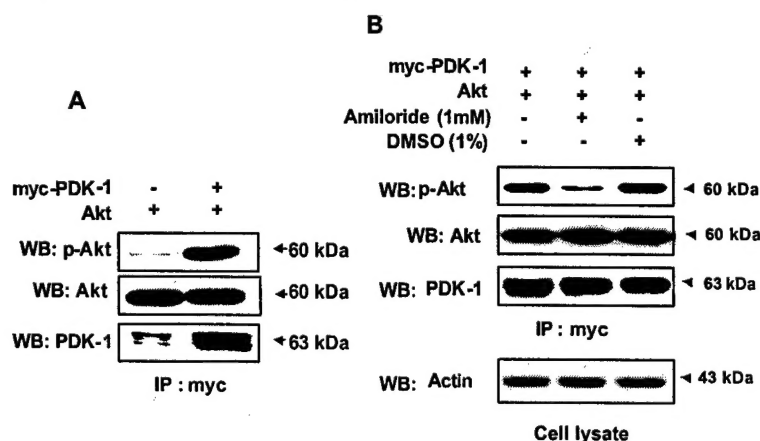 A
myc-PDK-1 - +
Akt + +
WB: p-Akt 60 kDa
WB: Akt 60 kDa
WB: PDK-1 63 kDa
IP : myc
B
myc-PDK-1 + + +
Akt + + +
Amiloride (1mM) - + -
DMSO (1%) - - +
WB: p-Akt 60 kDa
WB: Akt 60 kDa
WB: PDK-1 63 kDa
IP : myc
WB: Actin 43 kDa
Cell lysate